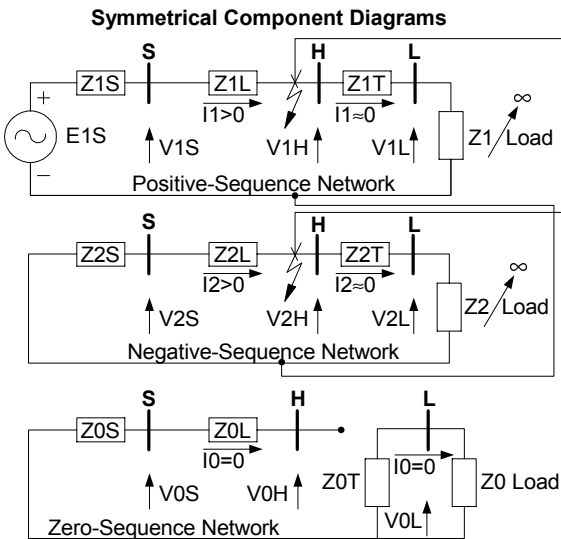 Symmetrical Component Diagrams
S H L
Z1S Z1L Z1T
+ I1>0 I1≈0 ∞
E1S V1S V1H V1L Z1 Load
–
Positive-Sequence Network
S H L
Z2S Z2L Z2T
I2>0 I2≈0 ∞
V2S V2H V2L Z2 Load
Negative-Sequence Network
S H L
Z0S Z0L
I0=0 Z0T I0=0 Z0 Load
V0S V0H V0L
Zero-Sequence Network